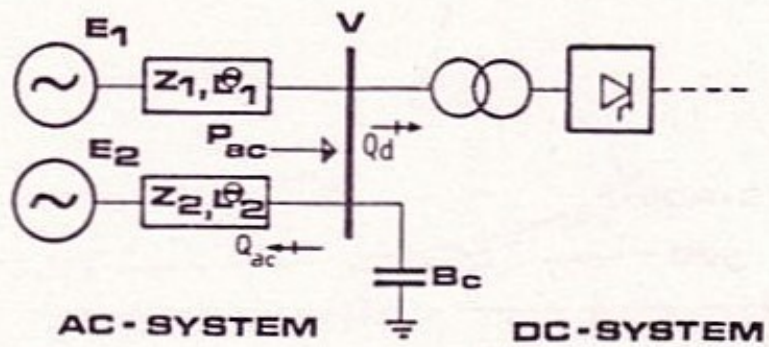 E1
V
Z1, θ1
Pac
Qd
E2
Z2, θ2
Qac
Bc
AC-SYSTEM
DC-SYSTEM